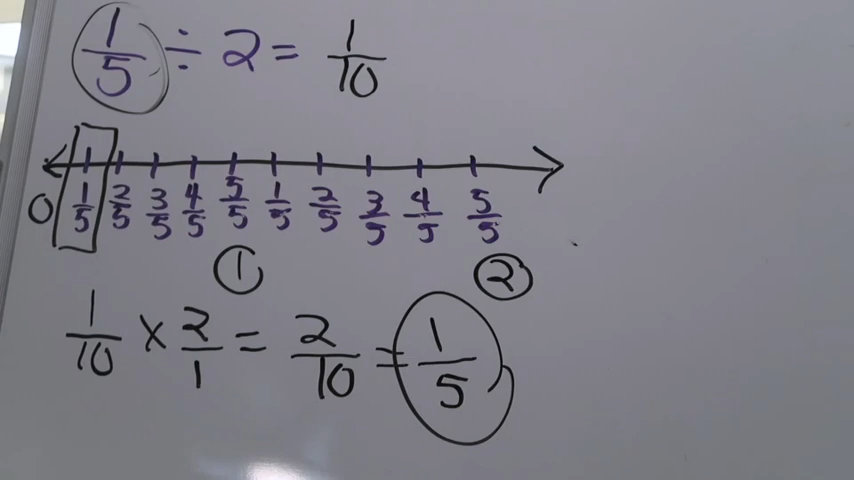 1/5 ÷ 2 = 1/10
0 1/5 2/5 3/5 4/5 5/5 1/5 2/5 3/5 4/5 5/5
1 2
1/10 × 2/1 = 2/10 = 1/5